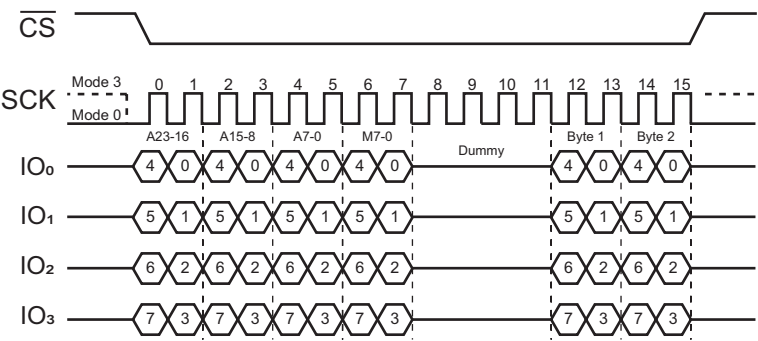 CS
Mode 3 0 1 2 3 4 5 6 7 8 9 10 11 12 13 14 15
SCK
Mode 0
A23-16 A15-8 A7-0 M7-0 Dummy Byte 1 Byte 2
IO₀ 4 0 4 0 4 0 4 0 4 0 4 0
IO₁ 5 1 5 1 5 1 5 1 5 1 5 1
IO₂ 6 2 6 2 6 2 6 2 6 2 6 2
IO₃ 7 3 7 3 7 3 7 3 7 3 7 3